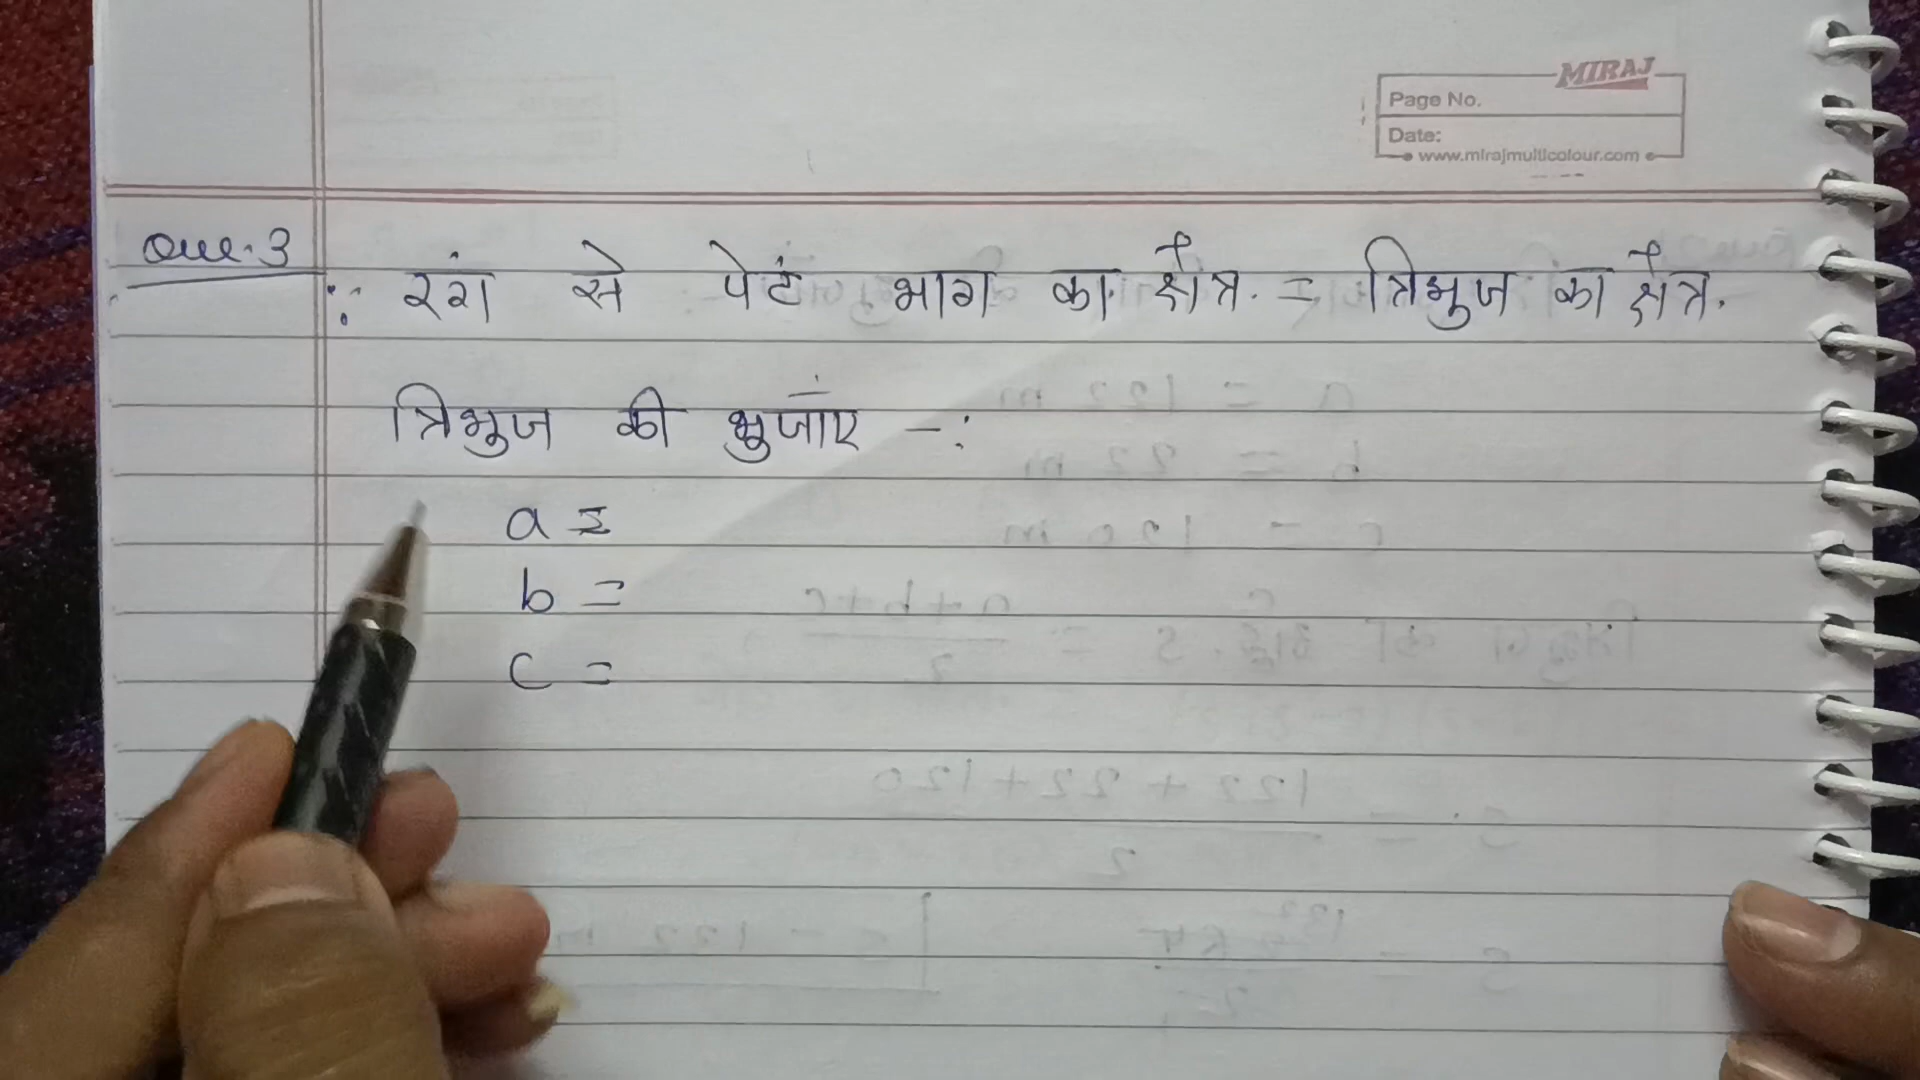 MIRAJ
Page No.
Date:
www.mirajmulticolour.com
Que. 3
∵ रंग से पेटं भाग का क्षेत्र. = त्रिभुज का क्षेत्र.
त्रिभुज की भुजांए -:
a =
b =
c =